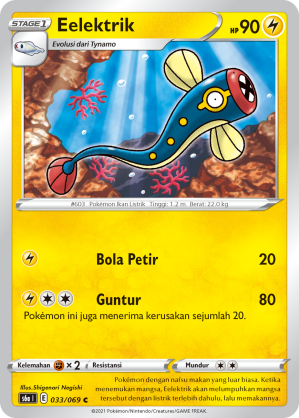 STAGE 1
Eelektrik
HP 90
Evolusi dari Tynamo
#603 Pokémon Ikan Listrik Tinggi: 1.2 m Berat: 22.0 kg
Bola Petir 20
Guntur 80
Pokémon ini juga menerima kerusakan sejumlah 20.
Kelemahan × 2 Resistansi Mundur
Illus. Shigenori Negishi
s6a I E 033/069 C
Pokémon dengan nafsu makan yang luar biasa. Ketika
menemukan mangsanya, Eelektrik akan melumpuhkan mangsa
tersebut dengan listrik terlebih dahulu, lalu memangsanya.
©2021 Pokémon/Nintendo/Creatures/GAME FREAK